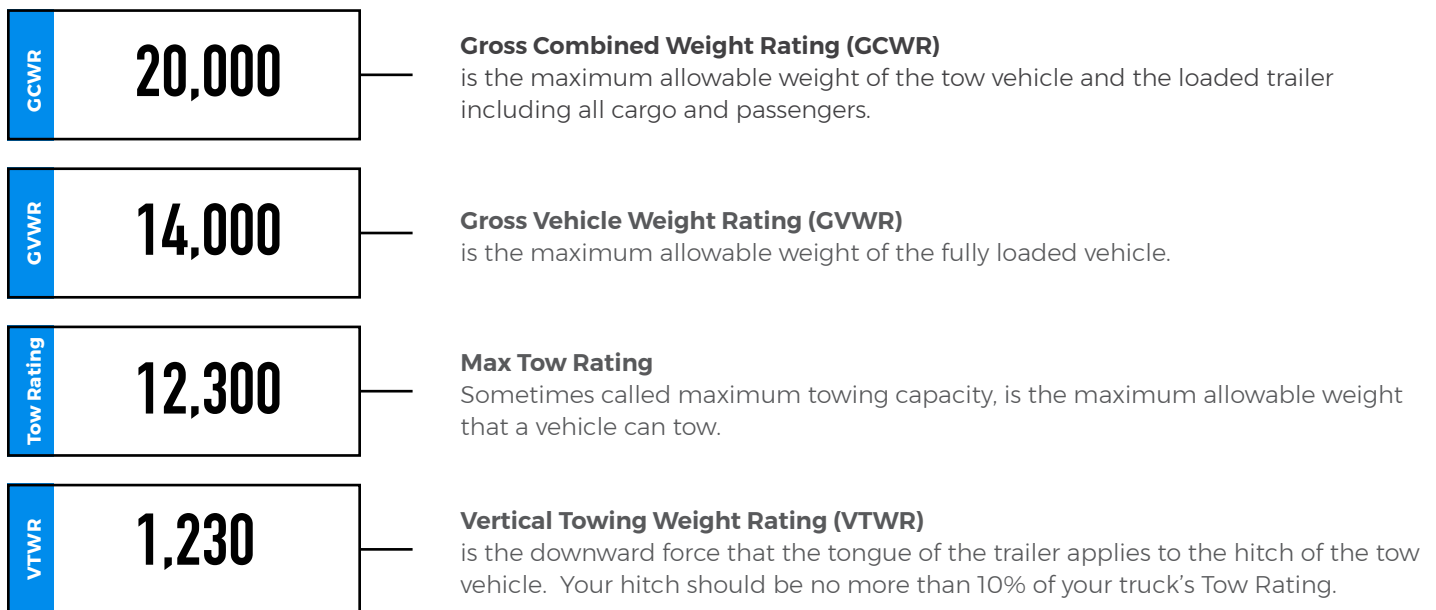 GCWR
20,000
Gross Combined Weight Rating (GCWR)
is the maximum allowable weight of the tow vehicle and the loaded trailer
including all cargo and passengers.
GVWR
14,000
Gross Vehicle Weight Rating (GVWR)
is the maximum allowable weight of the fully loaded vehicle.
Tow Rating
12,300
Max Tow Rating
Sometimes called maximum towing capacity, is the maximum allowable weight
that a vehicle can tow.
VTWR
1,230
Vertical Towing Weight Rating (VTWR)
is the downward force that the tongue of the trailer applies to the hitch of the tow
vehicle.  Your hitch should be no more than 10% of your truck’s Tow Rating.